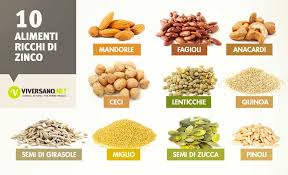 10
ALIMENTI
RICCHI DI
ZINCO
VIVERSANO.NET
MANDORLE
FAGIOLI
ANACARDI
CECI
LENTICCHIE
QUINOA
SEMI DI GIRASOLE
MIGLIO
SEMI DI ZUCCA
PINOLI